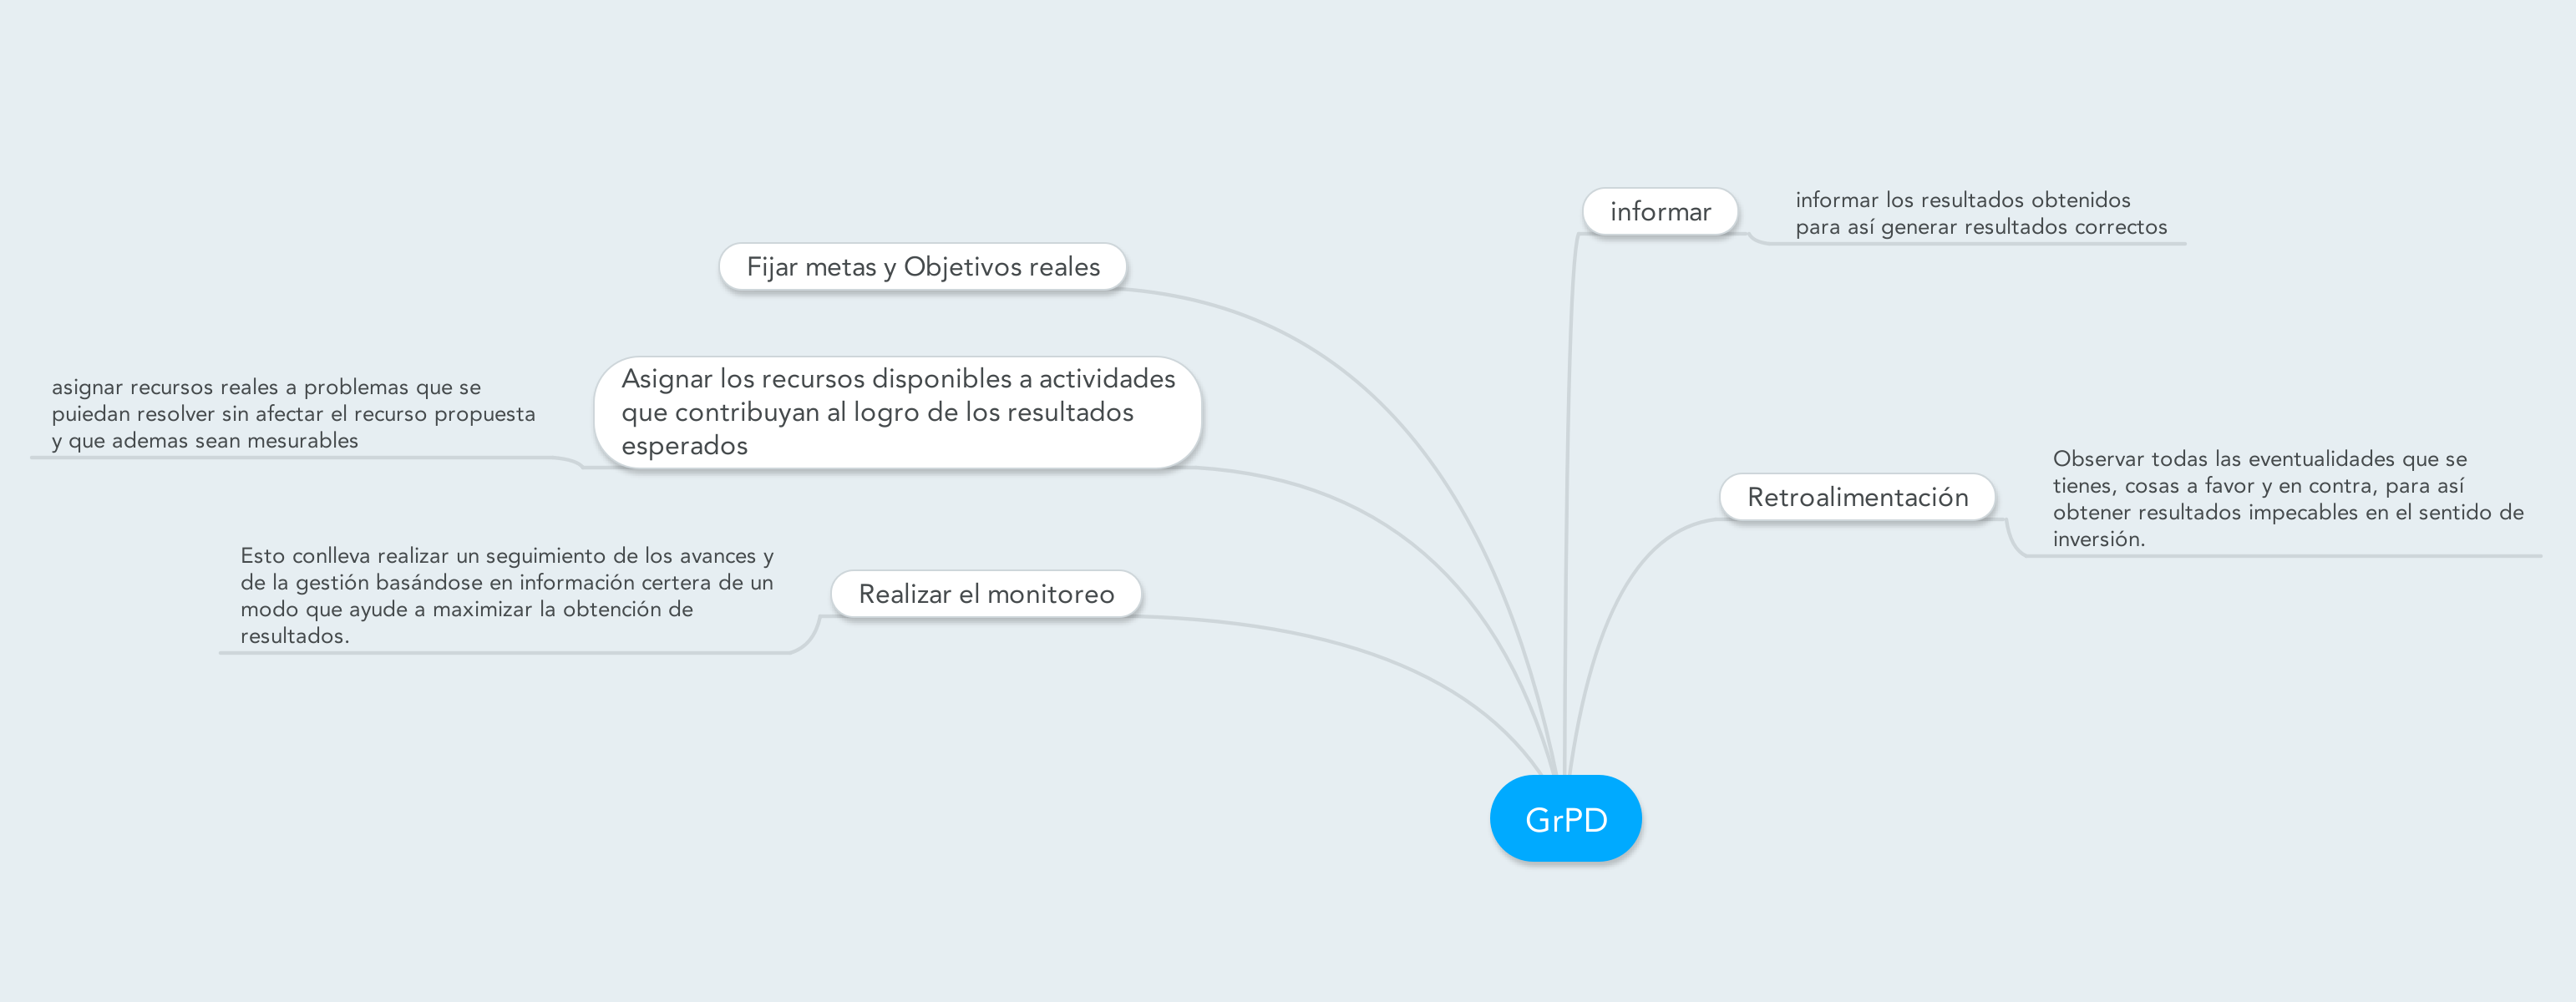 informar
informar los resultados obtenidos
para así generar resultados correctos
Fijar metas y Objetivos reales
Asignar los recursos disponibles a actividades
que contribuyan al logro de los resultados
esperados
asignar recursos reales a problemas que se
puiedan resolver sin afectar el recurso propuesta
y que ademas sean mesurables
Retroalimentación
Observar todas las eventualidades que se
tienes, cosas a favor y en contra, para así
obtener resultados impecables en el sentido de
inversión.
Realizar el monitoreo
Esto conlleva realizar un seguimiento de los avances y
de la gestión basándose en información certera de un
modo que ayude a maximizar la obtención de
resultados.
GrPD